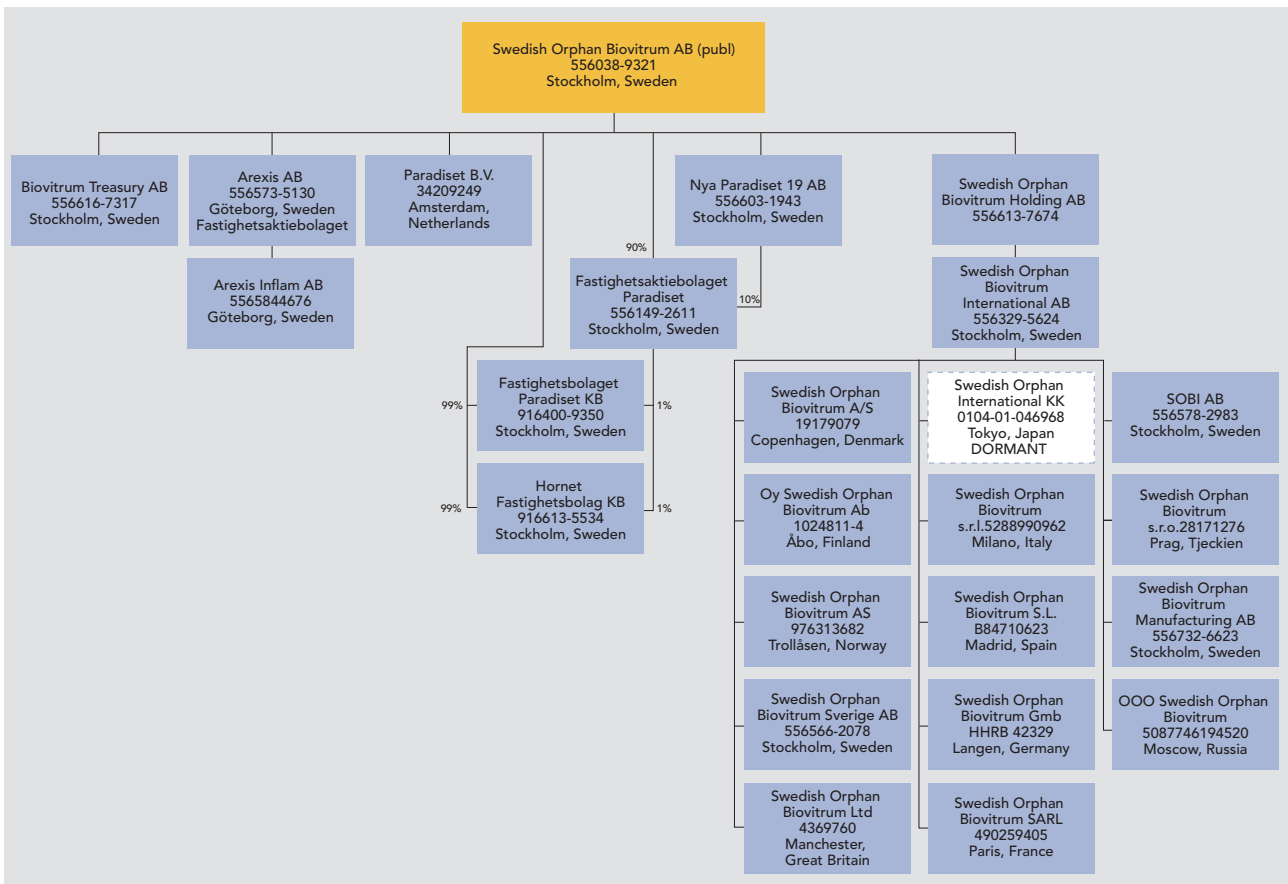 Swedish Orphan Biovitrum AB (publ)
556038-9321
Stockholm, Sweden
Biovitrum Treasury AB
556616-7317
Stockholm, Sweden
Arexis AB
556573-5130
Göteborg, Sweden
Fastighetsaktiebolaget
Paradiset B.V.
34209249
Amsterdam,
Netherlands
Nya Paradiset 19 AB
556603-1943
Stockholm, Sweden
Swedish Orphan
Biovitrum Holding AB
556613-7674
90%
Arexis Inflam AB
5565844676
Göteborg, Sweden
Fastighetsaktiebolaget
Paradiset
556149-2611
Stockholm, Sweden
10%
Swedish Orphan
Biovitrum
International AB
556329-5624
Stockholm, Sweden
99%
Fastighetsbolaget
Paradiset KB
916400-9350
Stockholm, Sweden
1%
99%
Hornet
Fastighetsbolag KB
916613-5534
Stockholm, Sweden
1%
Swedish Orphan
Biovitrum A/S
19179079
Copenhagen, Denmark
Swedish Orphan
International KK
0104-01-046968
Tokyo, Japan
DORMANT
SOBI AB
556578-2983
Stockholm, Sweden
Oy Swedish Orphan
Biovitrum Ab
1024811-4
Åbo, Finland
Swedish Orphan
Biovitrum
s.r.l.5288990962
Milano, Italy
Swedish Orphan
Biovitrum
s.r.o.28171276
Prag, Tjeckien
Swedish Orphan
Biovitrum AS
976313682
Trollåsen, Norway
Swedish Orphan
Biovitrum S.L.
B84710623
Madrid, Spain
Swedish Orphan
Biovitrum
Manufacturing AB
556732-6623
Stockholm, Sweden
Swedish Orphan
Biovitrum Sverige AB
556566-2078
Stockholm, Sweden
Swedish Orphan
Biovitrum Gmb
HHRB 42329
Langen, Germany
OOO Swedish Orphan
Biovitrum
5087746194520
Moscow, Russia
Swedish Orphan
Biovitrum Ltd
4369760
Manchester,
Great Britain
Swedish Orphan
Biovitrum SARL
490259405
Paris, France